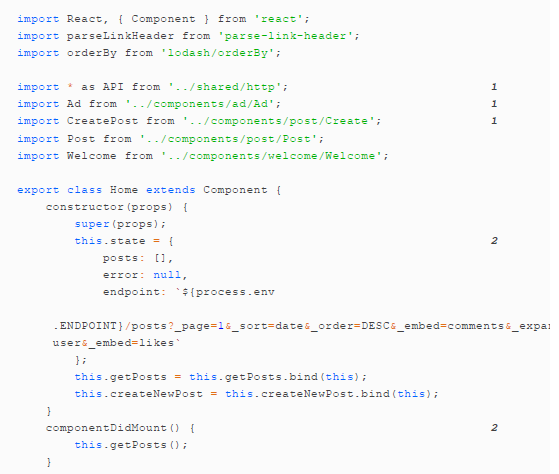 import React, { Component } from 'react';
import parseLinkHeader from 'parse-link-header';
import orderBy from 'lodash/orderBy';
import * as API from '../shared/http'; 1
import Ad from '../components/ad/Ad'; 1
import CreatePost from '../components/post/Create'; 1
import Post from '../components/post/Post';
import Welcome from '../components/welcome/Welcome';
export class Home extends Component {
constructor(props) {
super(props);
this.state = { 2
posts: [],
error: null,
endpoint: `${process.env
.ENDPOINT}/posts?_page=1&_sort=date&_order=DESC&_embed=comments&_expan
user&_embed=likes`
};
this.getPosts = this.getPosts.bind(this);
this.createNewPost = this.createNewPost.bind(this);
}
componentDidMount() { 2
this.getPosts();
}